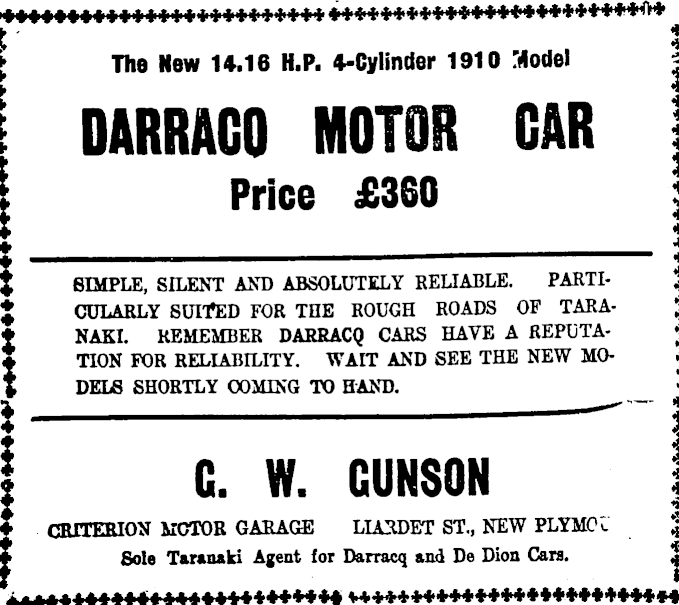 The New 14.16 H.P. 4-Cylinder 1910 Model
DARRACQ MOTOR CAR
Price £360
SIMPLE, SILENT AND ABSOLUTELY RELIABLE. PARTI-
CULARLY SUITED FOR THE ROUGH ROADS OF TARA-
NAKI. REMEMBER DARRACQ CARS HAVE A REPUTA-
TION FOR RELIABILITY. WAIT AND SEE THE NEW MO-
DELS SHORTLY COMING TO HAND.
G. W. GUNSON
CRITERION MOTOR GARAGE LIARDET ST., NEW PLYMOU
Sole Taranaki Agent for Darracq and De Dion Cars.